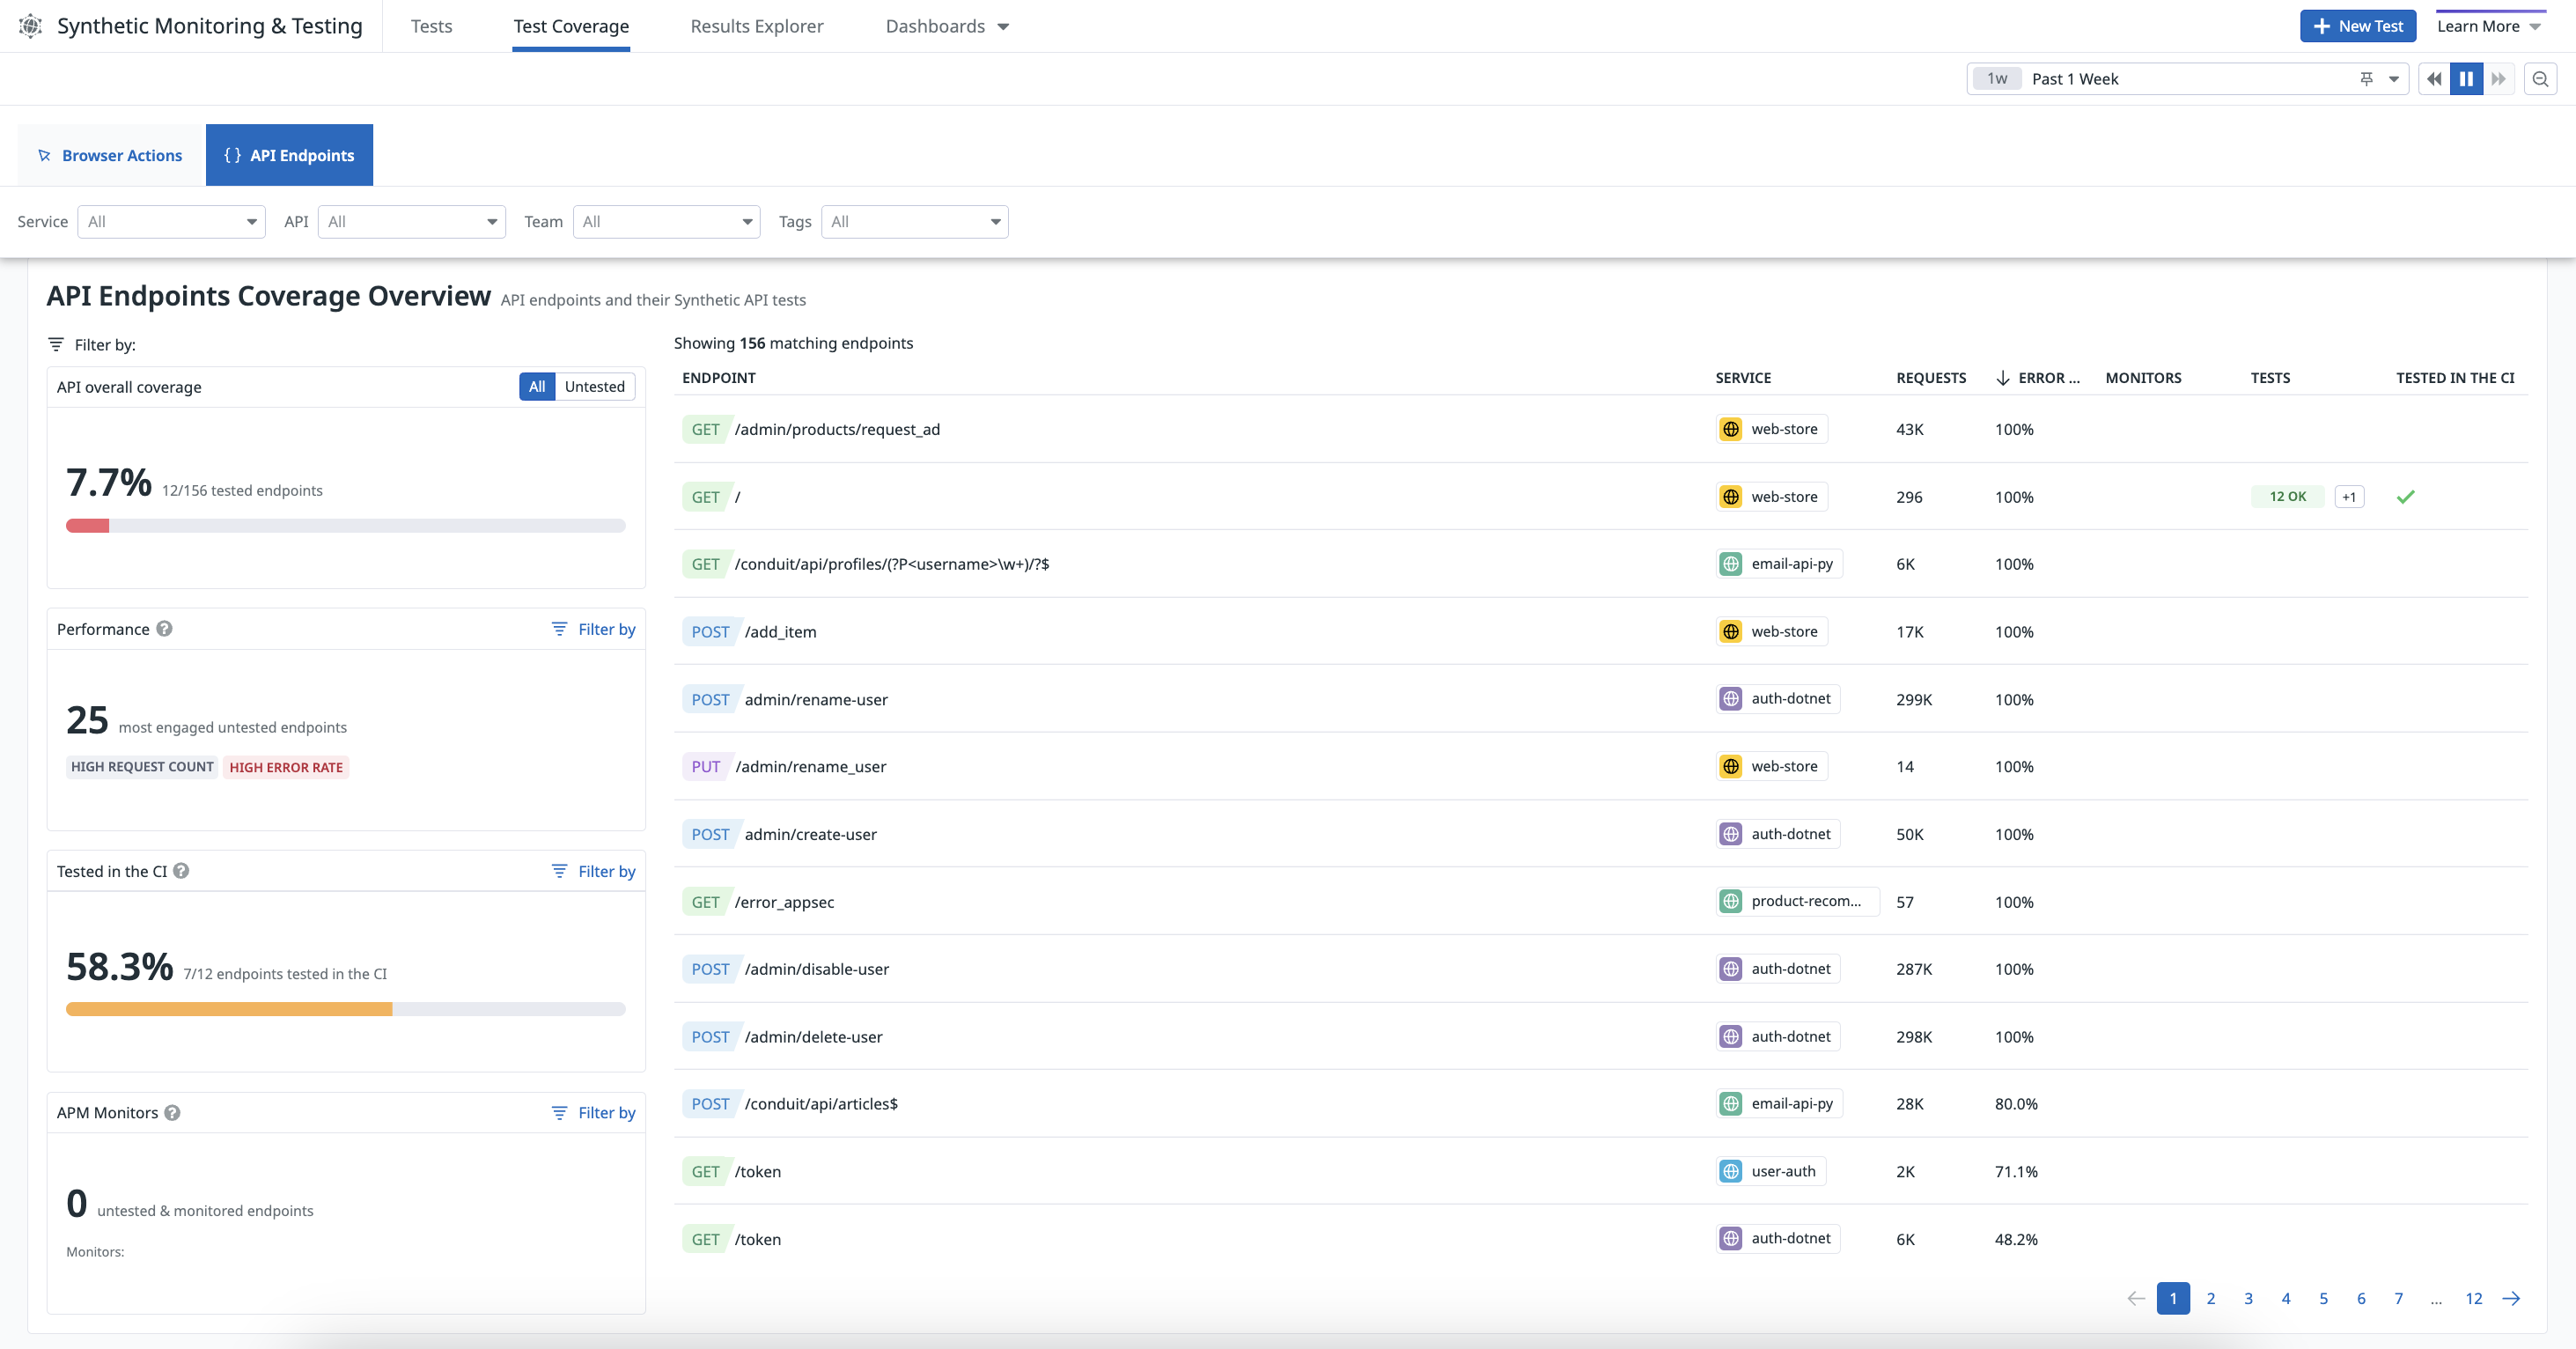 Synthetic Monitoring & Testing Tests Test Coverage Results Explorer Dashboards New Test Learn More
1w Past 1 Week
Browser Actions { } API Endpoints
Service All API All Team All Tags All
API Endpoints Coverage Overview API endpoints and their Synthetic API tests
Filter by:
API overall coverage All Untested
7.7% 12/156 tested endpoints
Performance ? Filter by
25 most engaged untested endpoints
HIGH REQUEST COUNT HIGH ERROR RATE
Tested in the CI ? Filter by
58.3% 7/12 endpoints tested in the CI
APM Monitors ? Filter by
0 untested & monitored endpoints
Monitors:
Showing 156 matching endpoints
ENDPOINT SERVICE REQUESTS ERROR ... MONITORS TESTS TESTED IN THE CI
GET /admin/products/request_ad web-store 43K 100%
GET / web-store 296 100% 12 OK +1
GET /conduit/api/profiles/(?P<username>\w+)/?$ email-api-py 6K 100%
POST /add_item web-store 17K 100%
POST admin/rename-user auth-dotnet 299K 100%
PUT /admin/rename_user web-store 14 100%
POST admin/create-user auth-dotnet 50K 100%
GET /error_appsec product-recom... 57 100%
POST /admin/disable-user auth-dotnet 287K 100%
POST /admin/delete-user auth-dotnet 298K 100%
POST /conduit/api/articles$ email-api-py 28K 80.0%
GET /token user-auth 2K 71.1%
GET /token auth-dotnet 6K 48.2%
1 2 3 4 5 6 7 ... 12